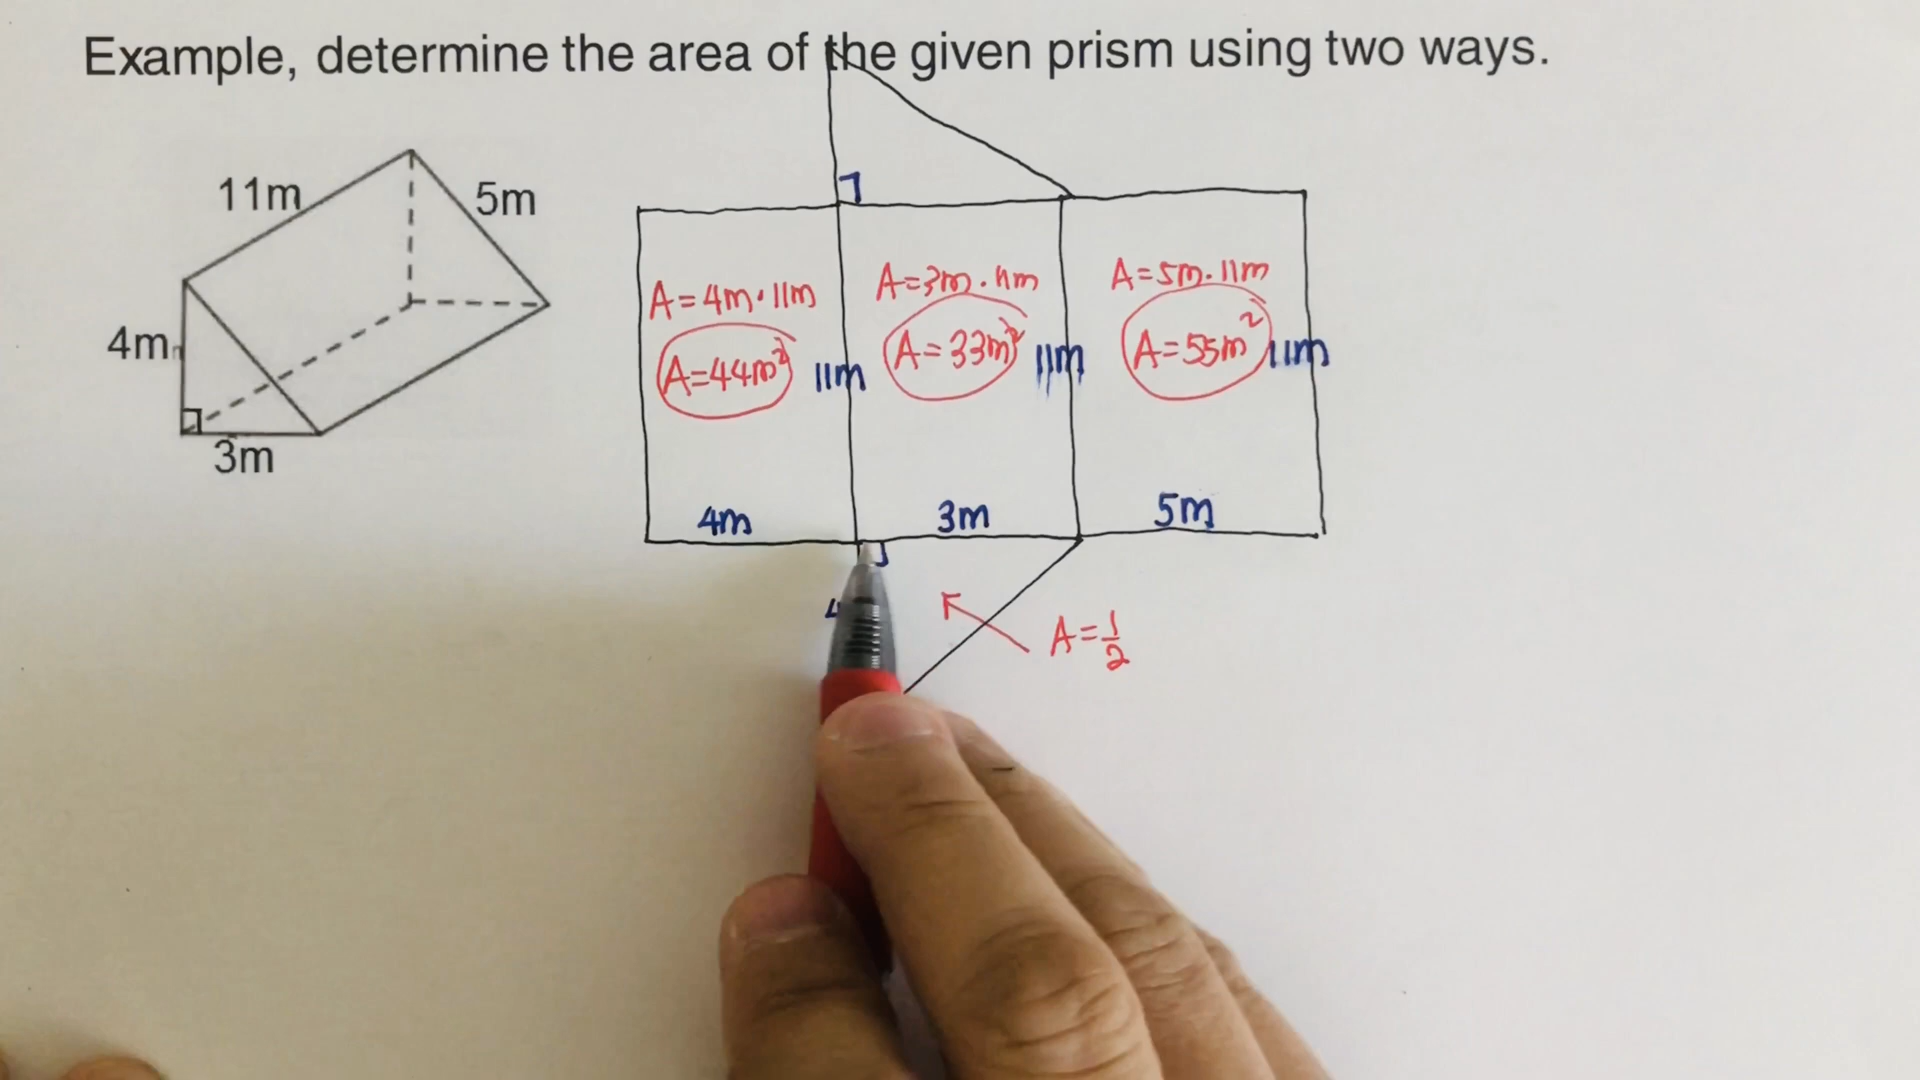 Example, determine the area of the given prism using two ways.
11m
5m
4m
3m
A=4m·11m
A=44m²
11m
4m
A=3m·11m
A=33m²
11m
3m
A=5m·11m
A=55m²
11m
5m
4
A=1/2